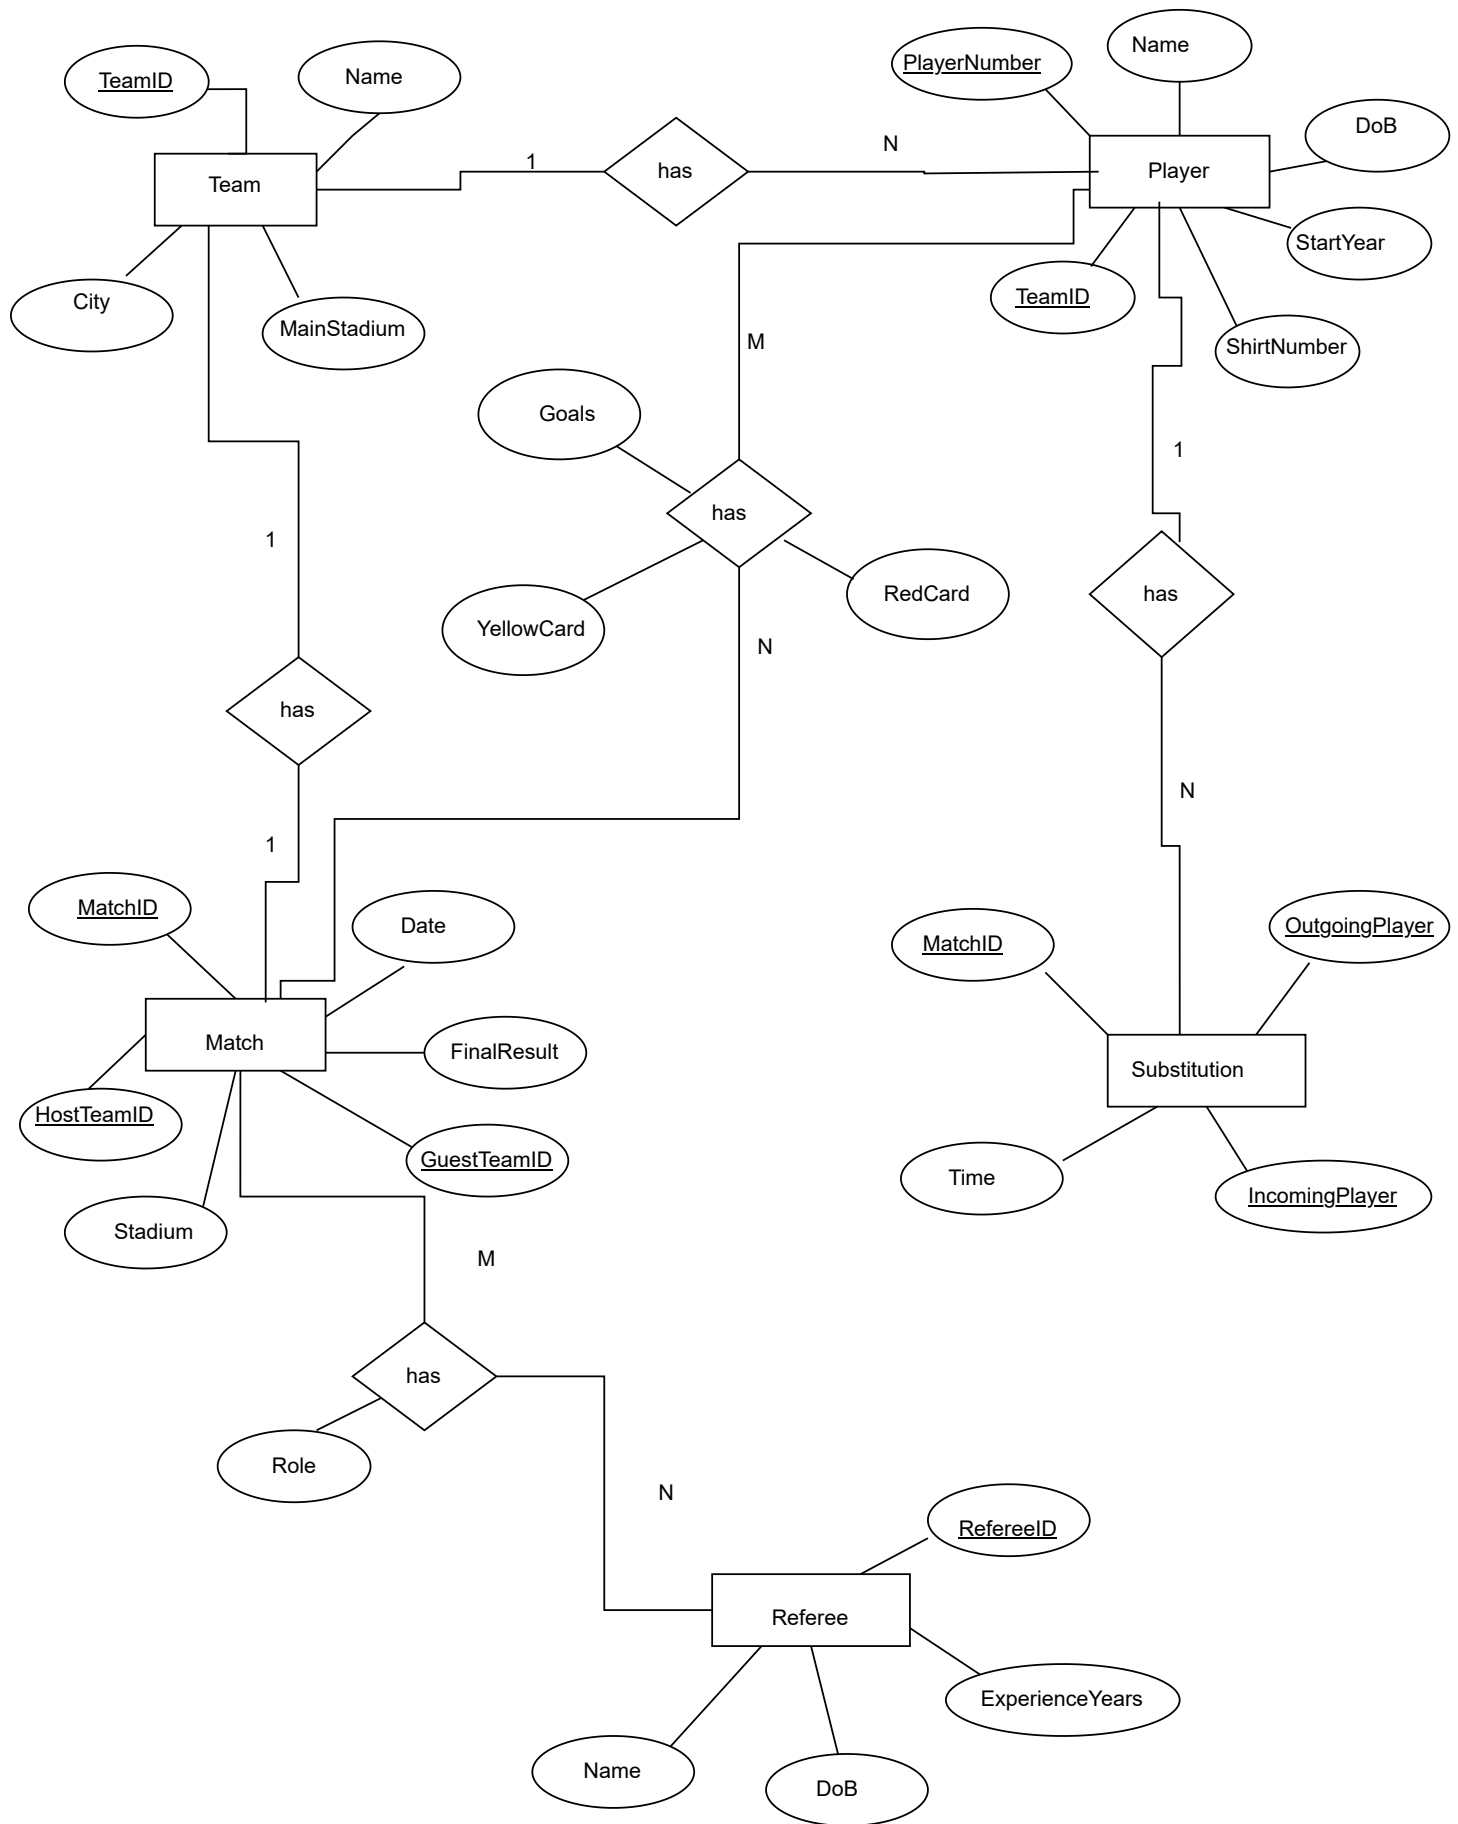 Name
PlayerNumber
TeamID
Name
DoB
1
N
has
Player
Team
StartYear
TeamID
City
MainStadium
M
ShirtNumber
Goals
1
has
1
RedCard
has
YellowCard
N
has
N
1
MatchID
Date
OutgoingPlayer
MatchID
Match
FinalResult
Substitution
HostTeamID
GuestTeamID
Time
IncomingPlayer
Stadium
M
has
Role
N
RefereeID
Referee
ExperienceYears
Name
DoB